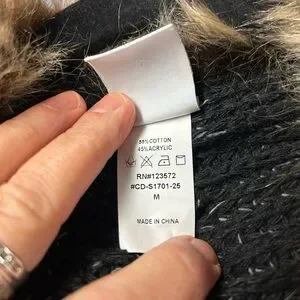 55%COTTON
45%ACRYLIC
RN#123572
#CD-S1701-25
M
MADE IN CHINA